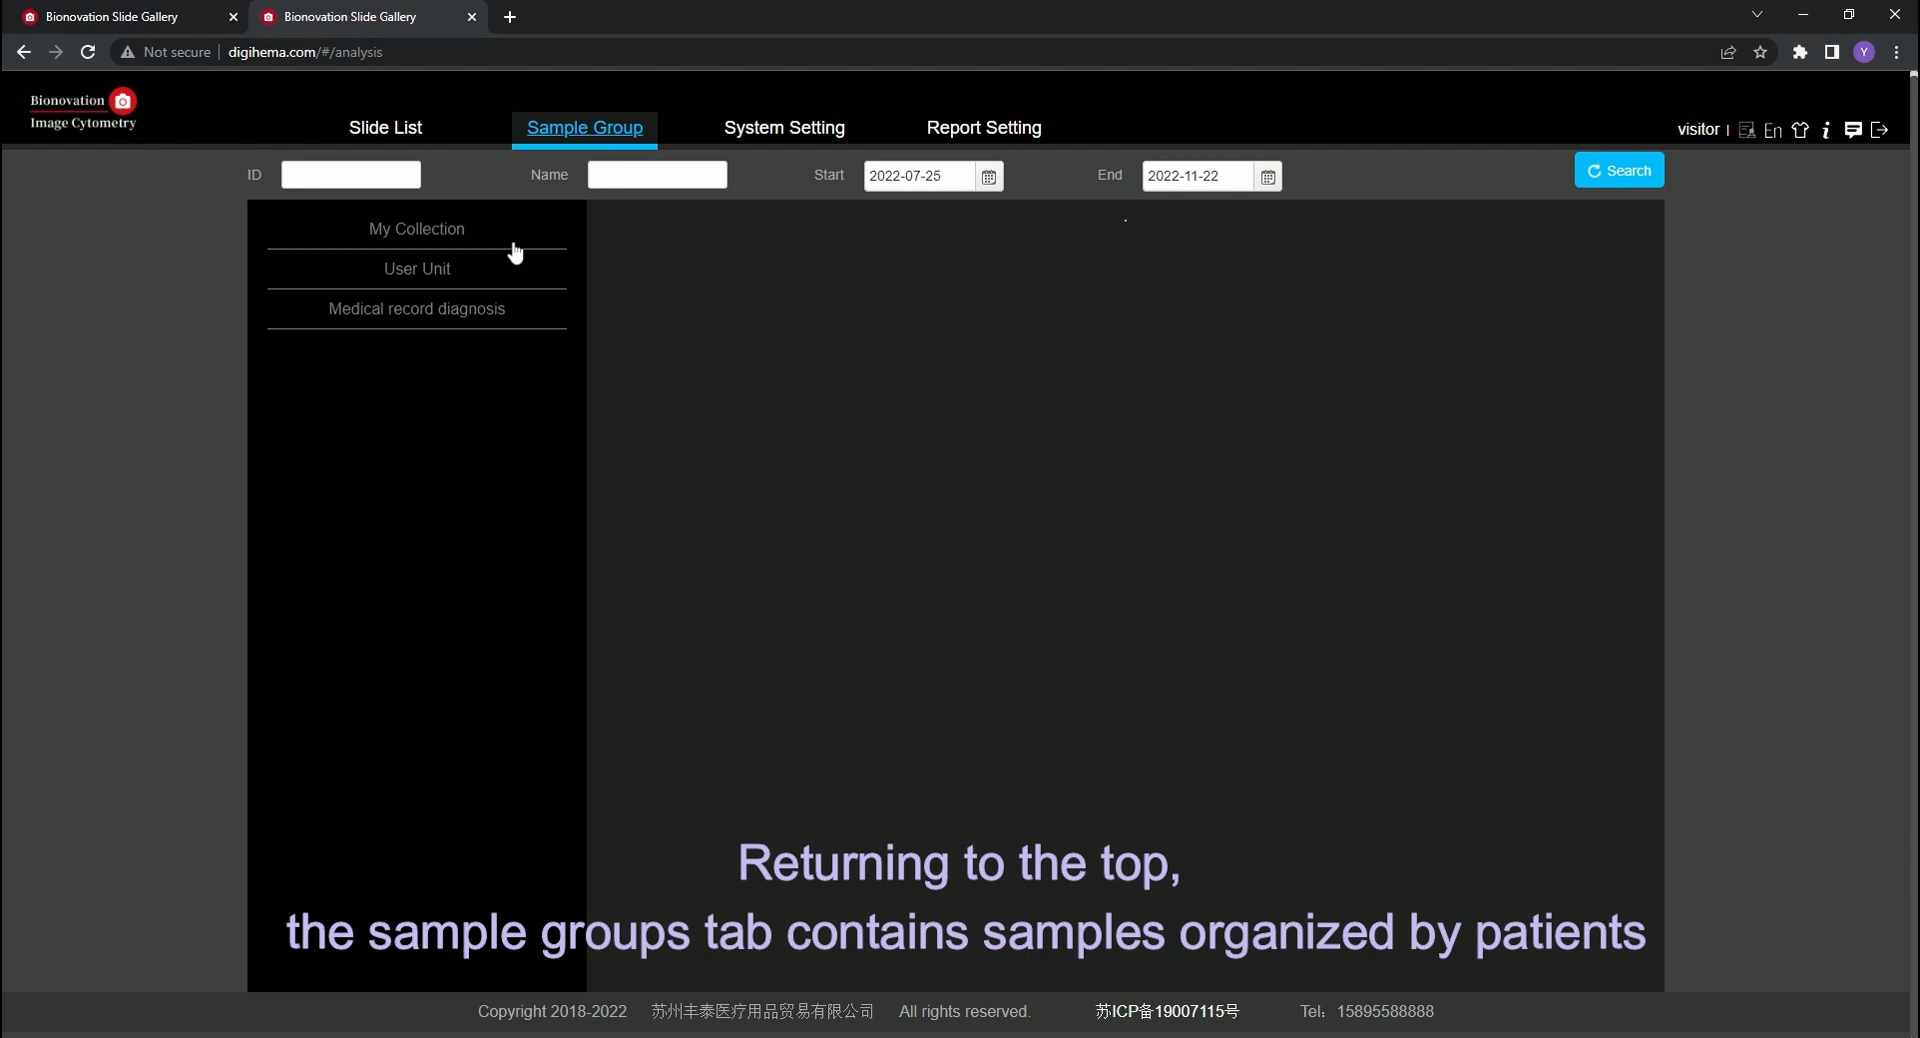 Bionovation Slide Gallery
Bionovation Slide Gallery
Not secure
digihema.com/#/analysis
Y
Bionovation
Image Cytometry
Slide List
Sample Group
System Setting
Report Setting
visitor
En
ID
Name
Start
2022-07-25
End
2022-11-22
Search
My Collection
User Unit
Medical record diagnosis
Returning to the top,
the sample groups tab contains samples organized by patients
Copyright 2018-2022 苏州丰泰医疗用品贸易有限公司 All rights reserved. 苏ICP备19007115号 Tel: 15895588888